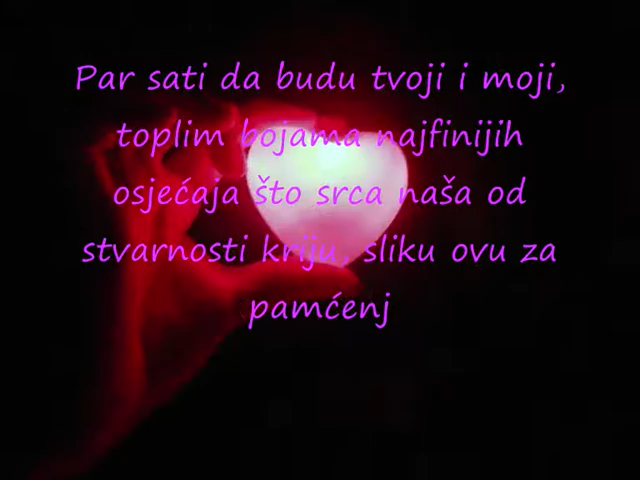 Par sati da budu tvoji i moji,
toplim bojama najfinijih
osjećaja što srca naša od
stvarnosti kriju, sliku ovu za
pamćenj